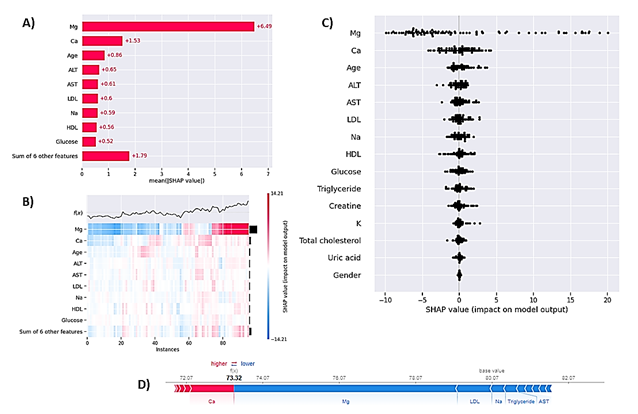 A)
Mg +6.49
Ca +1.53
Age +0.86
ALT +0.65
AST +0.61
LDL +0.6
Na +0.59
HDL +0.56
Glucose +0.52
Sum of 6 other features +1.79
0 1 2 3 4 5 6 7
mean(|SHAP value|)
B)
f(x)
Mg
Ca
Age
ALT
AST
LDL
Na
HDL
Glucose
Sum of 6 other features
0 20 40 60 80
Instances
14.21
SHAP value (impact on model output)
−14.21
C)
Mg
Ca
Age
ALT
AST
LDL
Na
HDL
Glucose
Triglyceride
Creatine
K
Total cholesterol
Uric acid
Gender
−10 −5 0 5 10 15 20
SHAP value (impact on model output)
D)
higher ⇄ lower
f(x) base value
72.07 73.32 74.07 76.07 78.07 80.07 82.07
Ca Mg LDL Na Triglyceride AST